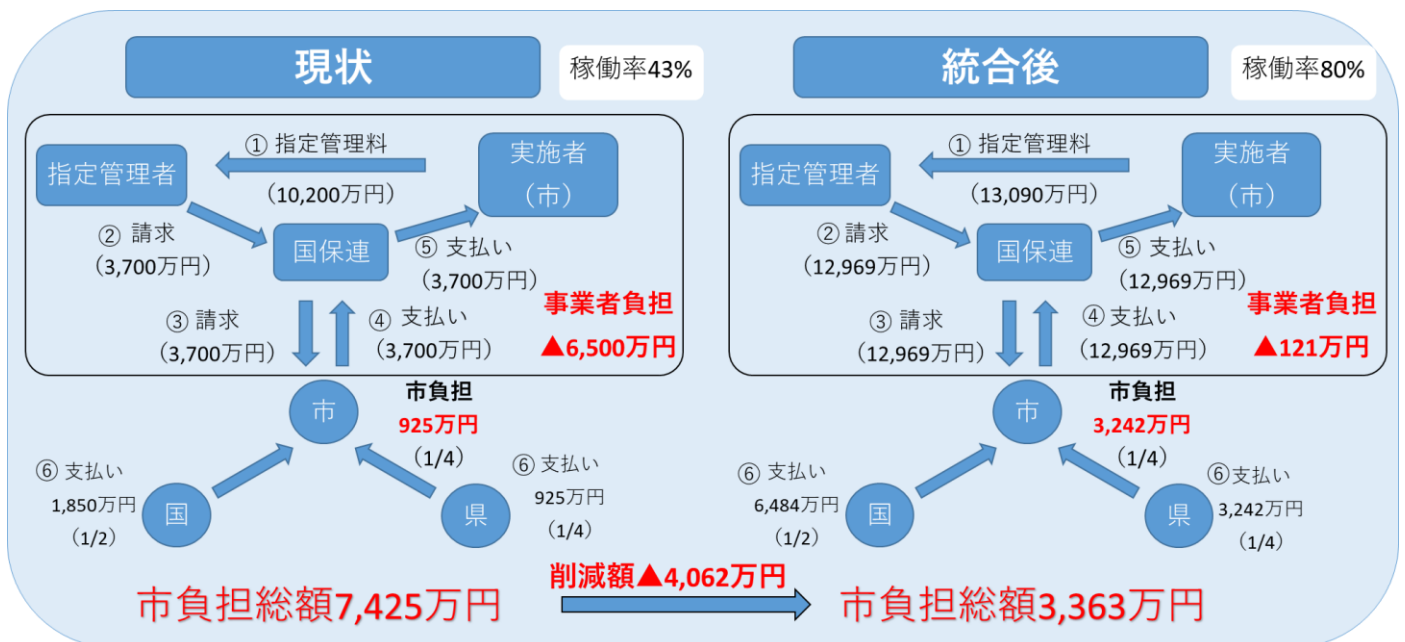 現状
稼働率43%
① 指定管理料
指定管理者
実施者
(市)
(10,200万円)
② 請求
(3,700万円)
国保連
⑤ 支払い
(3,700万円)
③ 請求
(3,700万円)
④ 支払い
(3,700万円)
事業者負担
▲6,500万円
市
市負担
925万円
(1/4)
⑥ 支払い
1,850万円
(1/2)
国
⑥ 支払い
925万円
(1/4)
県
市負担総額7,425万円
削減額▲4,062万円
統合後
稼働率80%
① 指定管理料
指定管理者
実施者
(市)
(13,090万円)
② 請求
(12,969万円)
国保連
⑤ 支払い
(12,969万円)
③ 請求
(12,969万円)
④ 支払い
(12,969万円)
事業者負担
▲121万円
市
市負担
3,242万円
(1/4)
⑥ 支払い
6,484万円
(1/2)
国
⑥支払い
3,242万円
(1/4)
県
市負担総額3,363万円